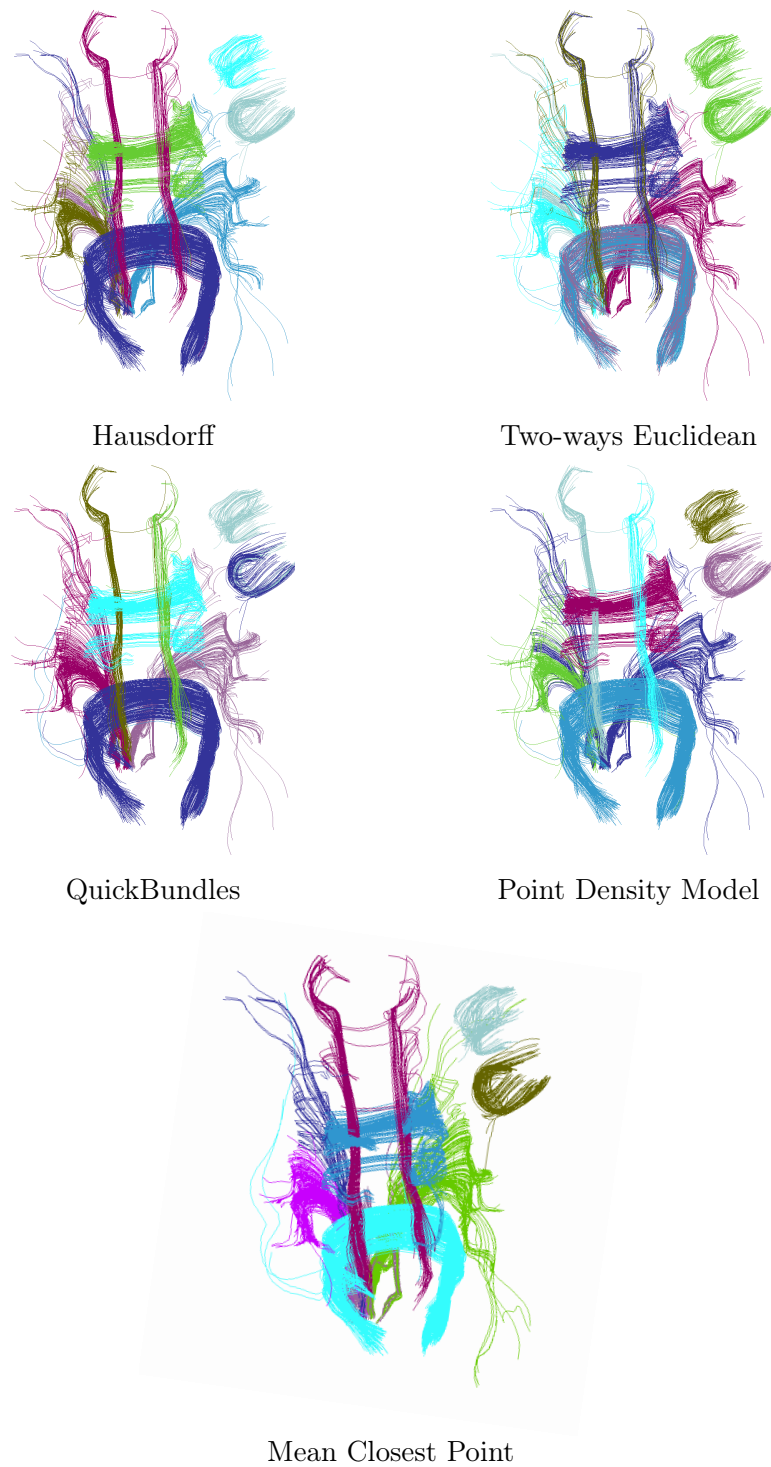 Hausdorff
Two-ways Euclidean
QuickBundles
Point Density Model
Mean Closest Point